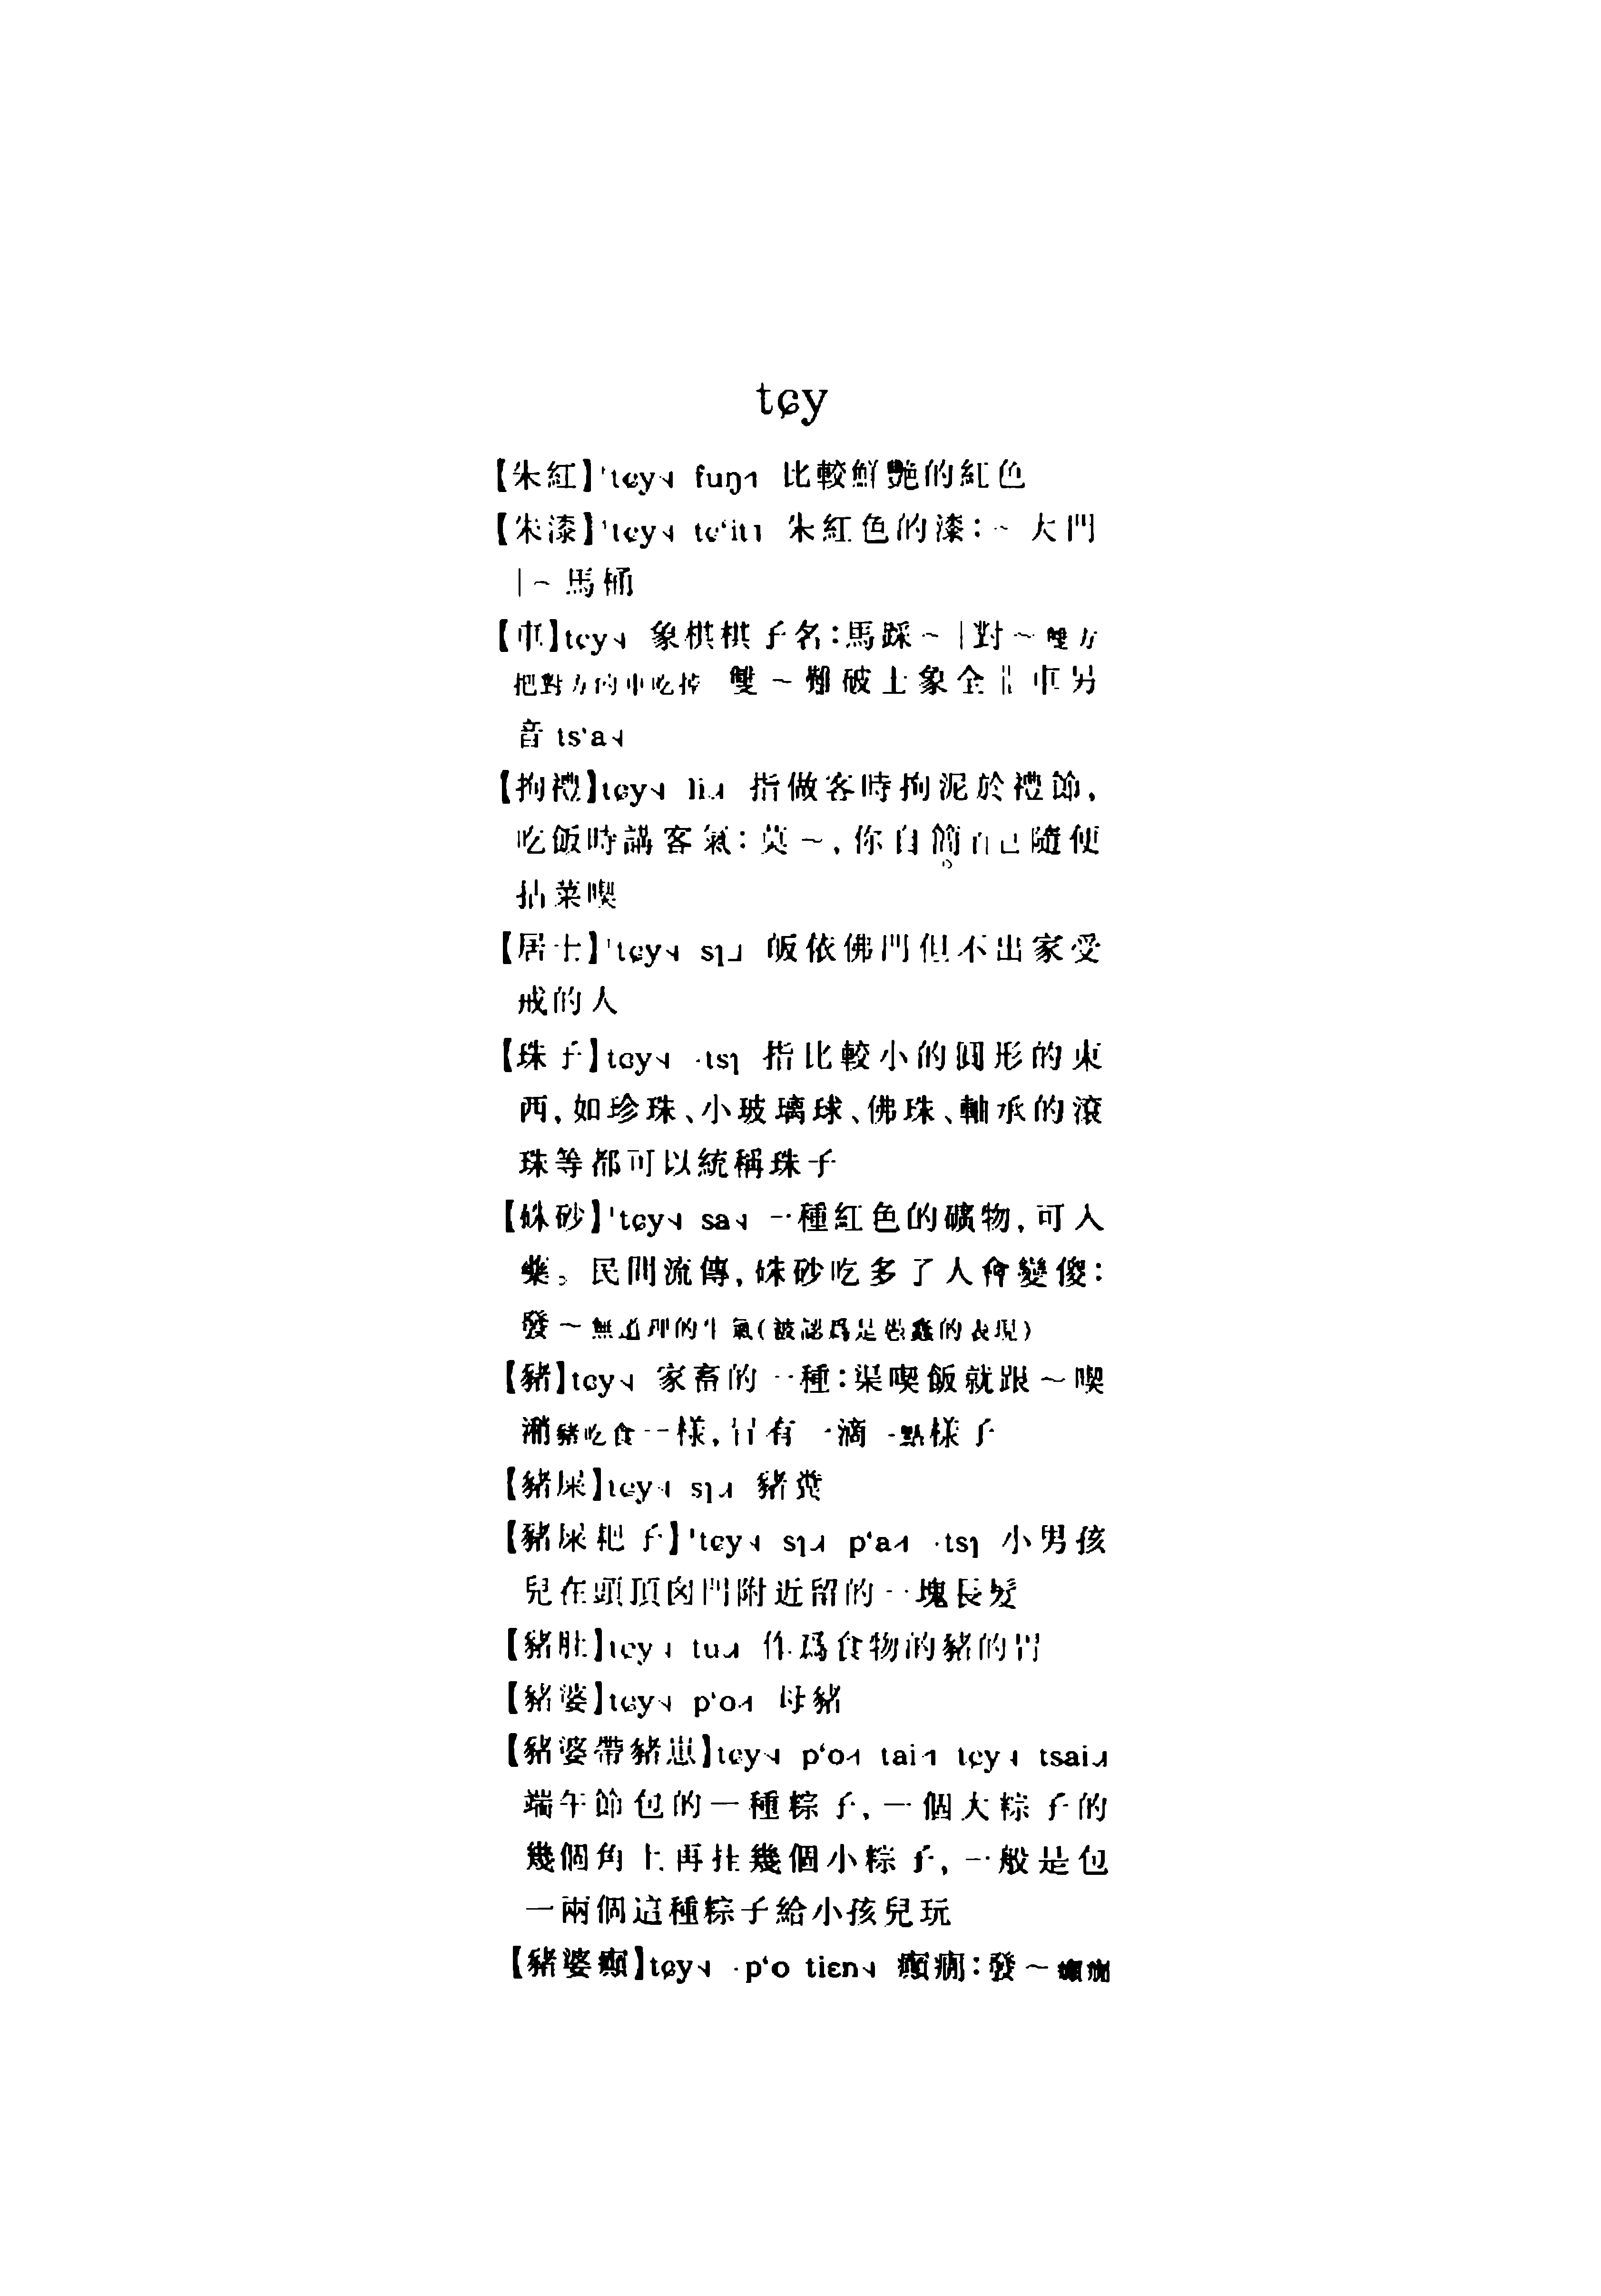 tɕy
【朱紅】'tɕy˧ fuŋ˧ 比較鮮艷的紅色
【朱漆】'tɕy˧ tɕ‘it˥ 朱紅色的漆：～大門
｜～馬桶
【車】tɕy˧ 象棋棋子名：馬踩～｜對～雙方
把對方的車吃掉 雙～難破士象全‖車另
音 ts‘a˧
【拘禮】tɕy˧ li 指做客時拘泥於禮節，
吃飯時講客氣：莫～，你自簡自己隨便
拈菜喫
【居士】'tɕy˧ sɿ˩ 皈依佛門但不出家受
戒的人
【珠子】tɕy˧ ·tsɿ 指比較小的圓形的東
西，如珍珠、小玻璃球、佛珠、軸承的滾
珠等都可以統稱珠子
【硃砂】'tɕy˧ sa˧ 一種紅色的礦物，可入
藥。民間流傳，硃砂吃多了人會變傻：
發～無道理的生氣（被認爲是愚蠢的表現）
【豬】tɕy˧ 家畜的一種：渠喫飯就跟～喫
潲豬吃食一樣，冇有一滴一點樣子
【豬屎】tɕy˧ sɿ 豬糞
【豬屎耙子】'tɕy˧ sɿ p‘a ·tsɿ 小男孩
兒在頭頂囟門附近留的一塊長髮
【豬肚】tɕy˧ tu 作爲食物的豬的胃
【豬婆】tɕy˧ p‘o 母豬
【豬婆帶豬崽】tɕy˧ p‘o tai tɕy˧ tsai
端午節包的一種粽子，一個大粽子的
幾個角上再挂幾個小粽子，一般是包
一兩個這種粽子給小孩兒玩
【豬婆癲】tɕy˧ ·p‘o tiɛn˧ 癲癇：發～癲癇